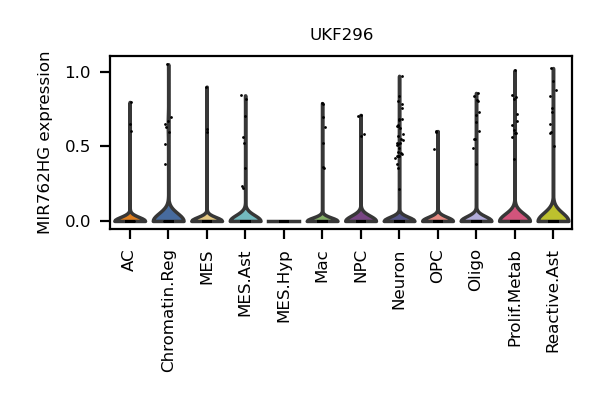 UKF296
MIR762HG expression
1.0
0.5
0.0
AC
Chromatin.Reg
MES
MES.Ast
MES.Hyp
Mac
NPC
Neuron
OPC
Oligo
Prolif.Metab
Reactive.Ast